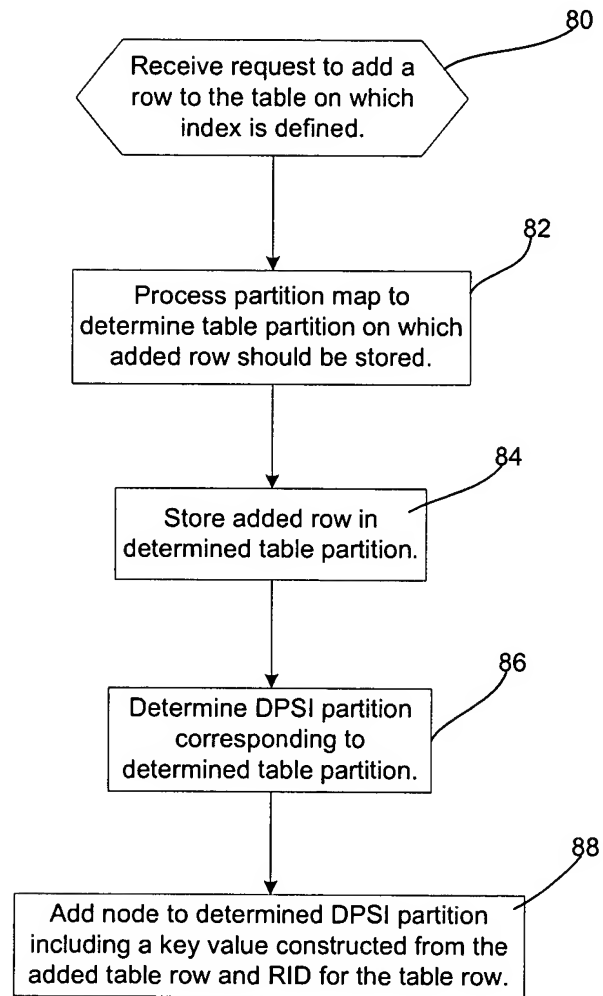 80
Receive request to add a
row to the table on which
index is defined.
82
Process partition map to
determine table partition on which
added row should be stored.
84
Store added row in
determined table partition.
86
Determine DPSI partition
corresponding to
determined table partition.
88
Add node to determined DPSI partition
including a key value constructed from the
added table row and RID for the table row.